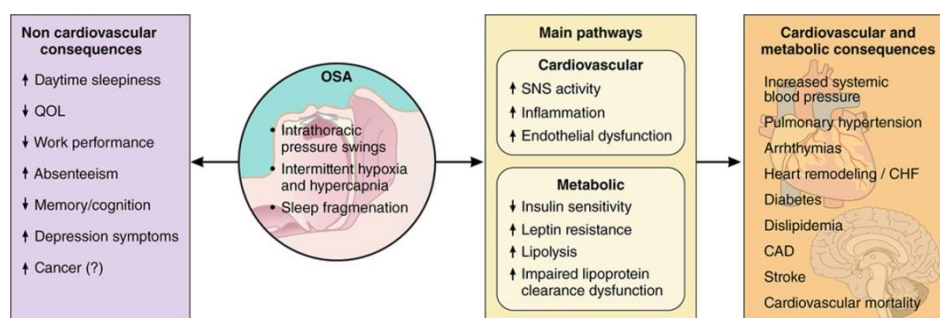 Non cardiovascular
consequences
↑ Daytime sleepiness
↓ QOL
↓ Work performance
↑ Absenteeism
↓ Memory/cognition
↑ Depression symptoms
↑ Cancer (?)
OSA
• Intrathoracic
pressure swings
• Intermittent hypoxia
and hypercapnia
• Sleep fragmenation
Main pathways
Cardiovascular
↑ SNS activity
↑ Inflammation
↑ Endothelial dysfunction
Metabolic
↓ Insulin sensitivity
↑ Leptin resistance
↑ Lipolysis
↑ Impaired lipoprotein
clearance dysfunction
Cardiovascular and
metabolic consequences
Increased systemic
blood pressure
Pulmonary hypertension
Arrhythmias
Heart remodeling / CHF
Diabetes
Dislipidemia
CAD
Stroke
Cardiovascular mortality